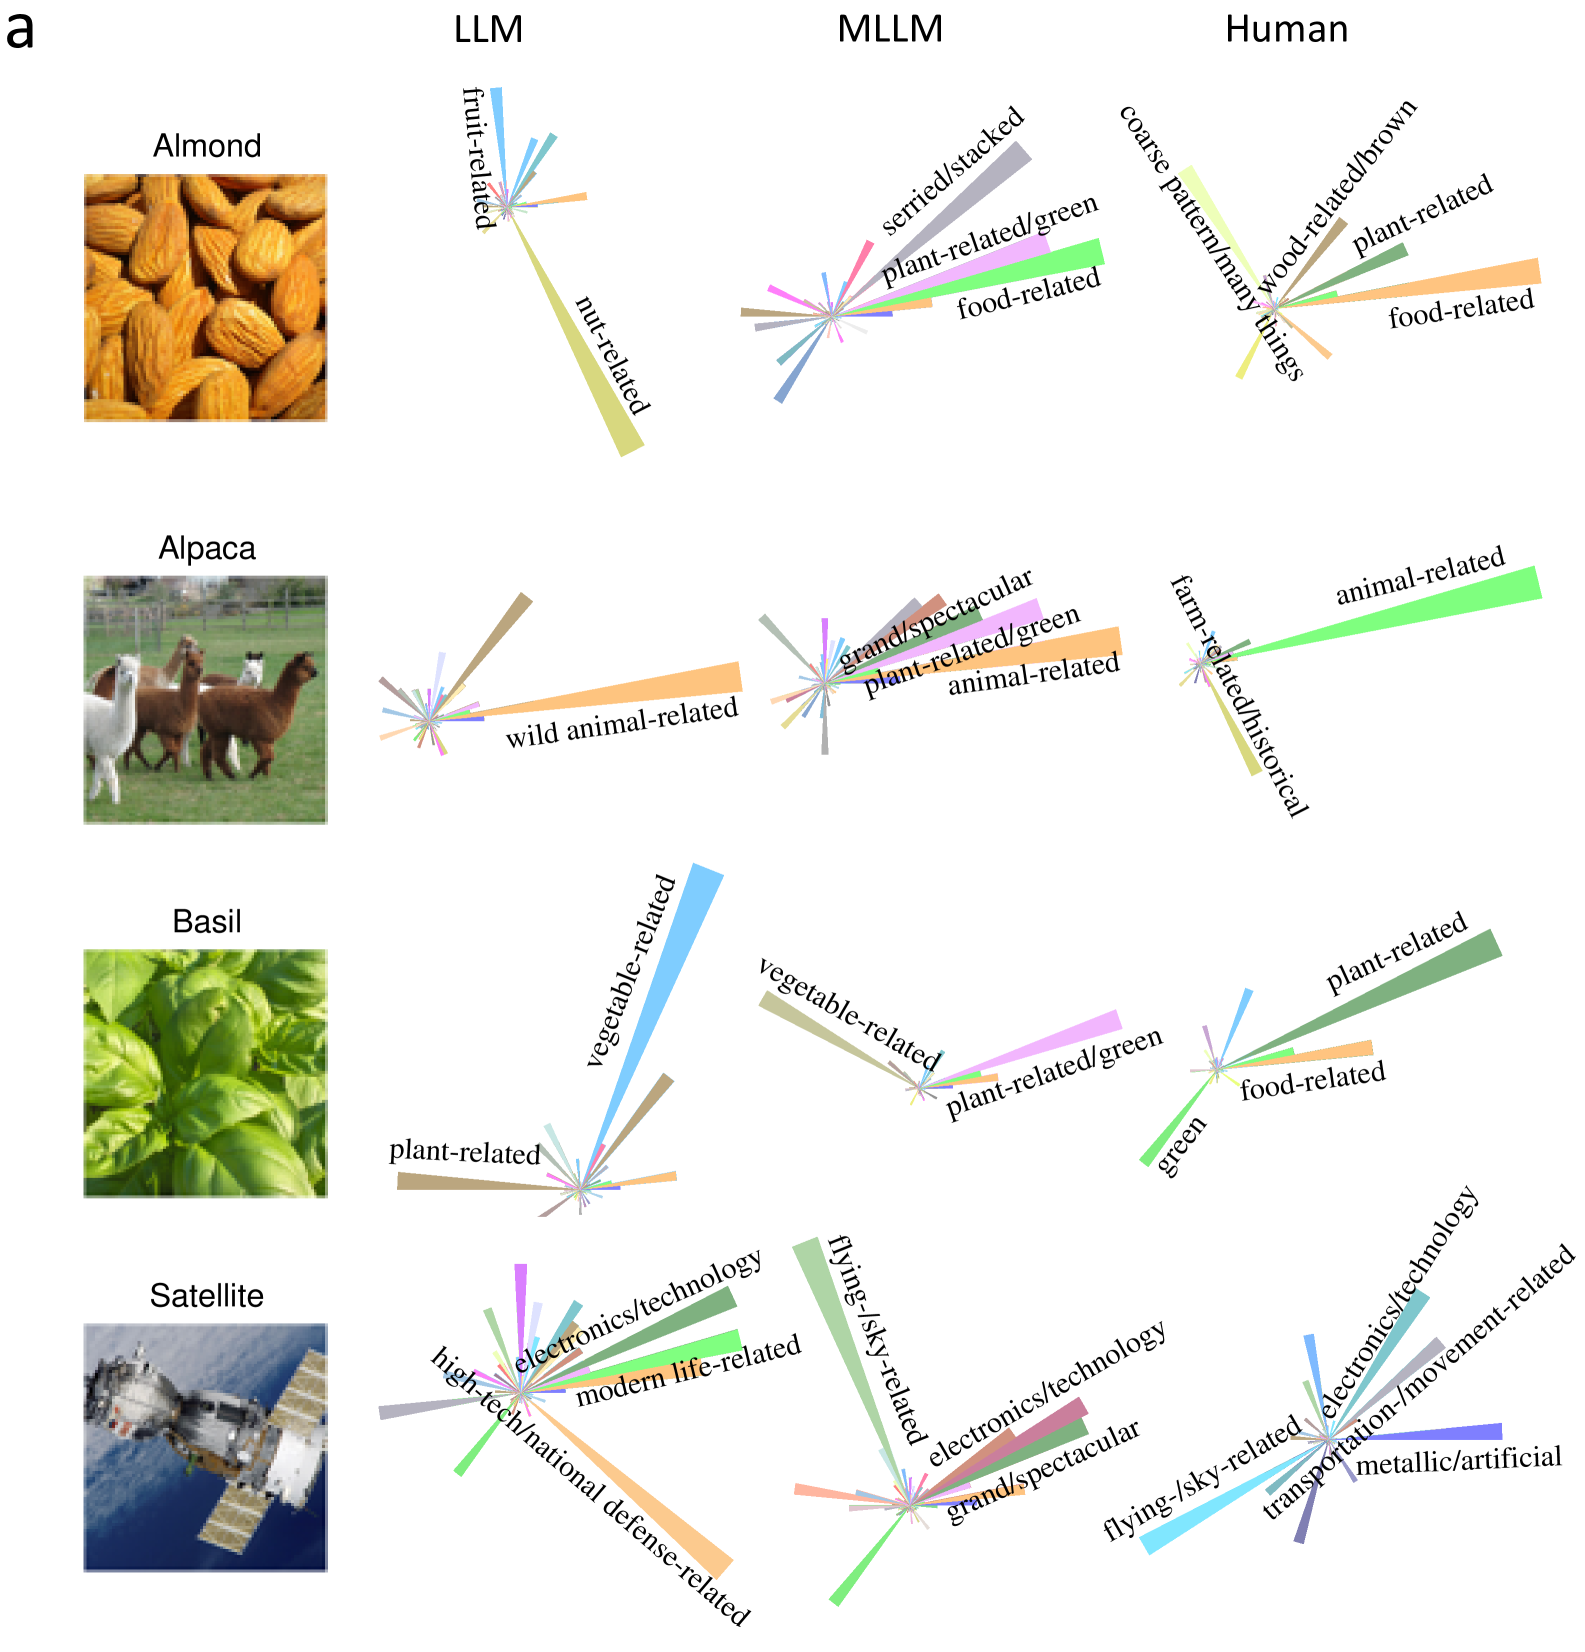 a
LLM
MLLM
Human
Almond
fruit-related
nut-related
serried/stacked
plant-related/green
food-related
coarse pattern/many things
wood-related/brown
plant-related
food-related
Alpaca
wild animal-related
grand/spectacular
plant-related/green
animal-related
farm-related/historical
animal-related
Basil
vegetable-related
plant-related
vegetable-related
plant-related/green
plant-related
food-related
green
Satellite
electronics/technology
modern life-related
high-tech/national defense-related
flying-/sky-related
electronics/technology
grand/spectacular
electronics/technology
transportation-/movement-related
metallic/artificial
flying-/sky-related